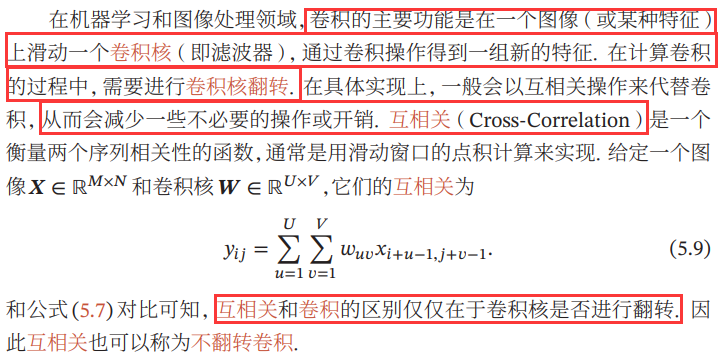 在机器学习和图像处理领域,卷积的主要功能是在一个图像(或某种特征)
上滑动一个卷积核(即滤波器),通过卷积操作得到一组新的特征. 在计算卷积
的过程中,需要进行卷积核翻转. 在具体实现上,一般会以互相关操作来代替卷
积,从而会减少一些不必要的操作或开销. 互相关(Cross-Correlation)是一个
衡量两个序列相关性的函数,通常是用滑动窗口的点积计算来实现. 给定一个图
像 X ∈ ℝ^{M×N} 和卷积核 W ∈ ℝ^{U×V},它们的互相关为
y_{ij} = ∑_{u=1}^{U} ∑_{v=1}^{V} w_{uv} x_{i+u−1,j+v−1}. (5.9)
和公式(5.7)对比可知,互相关和卷积的区别仅仅在于卷积核是否进行翻转. 因
此互相关也可以称为不翻转卷积.